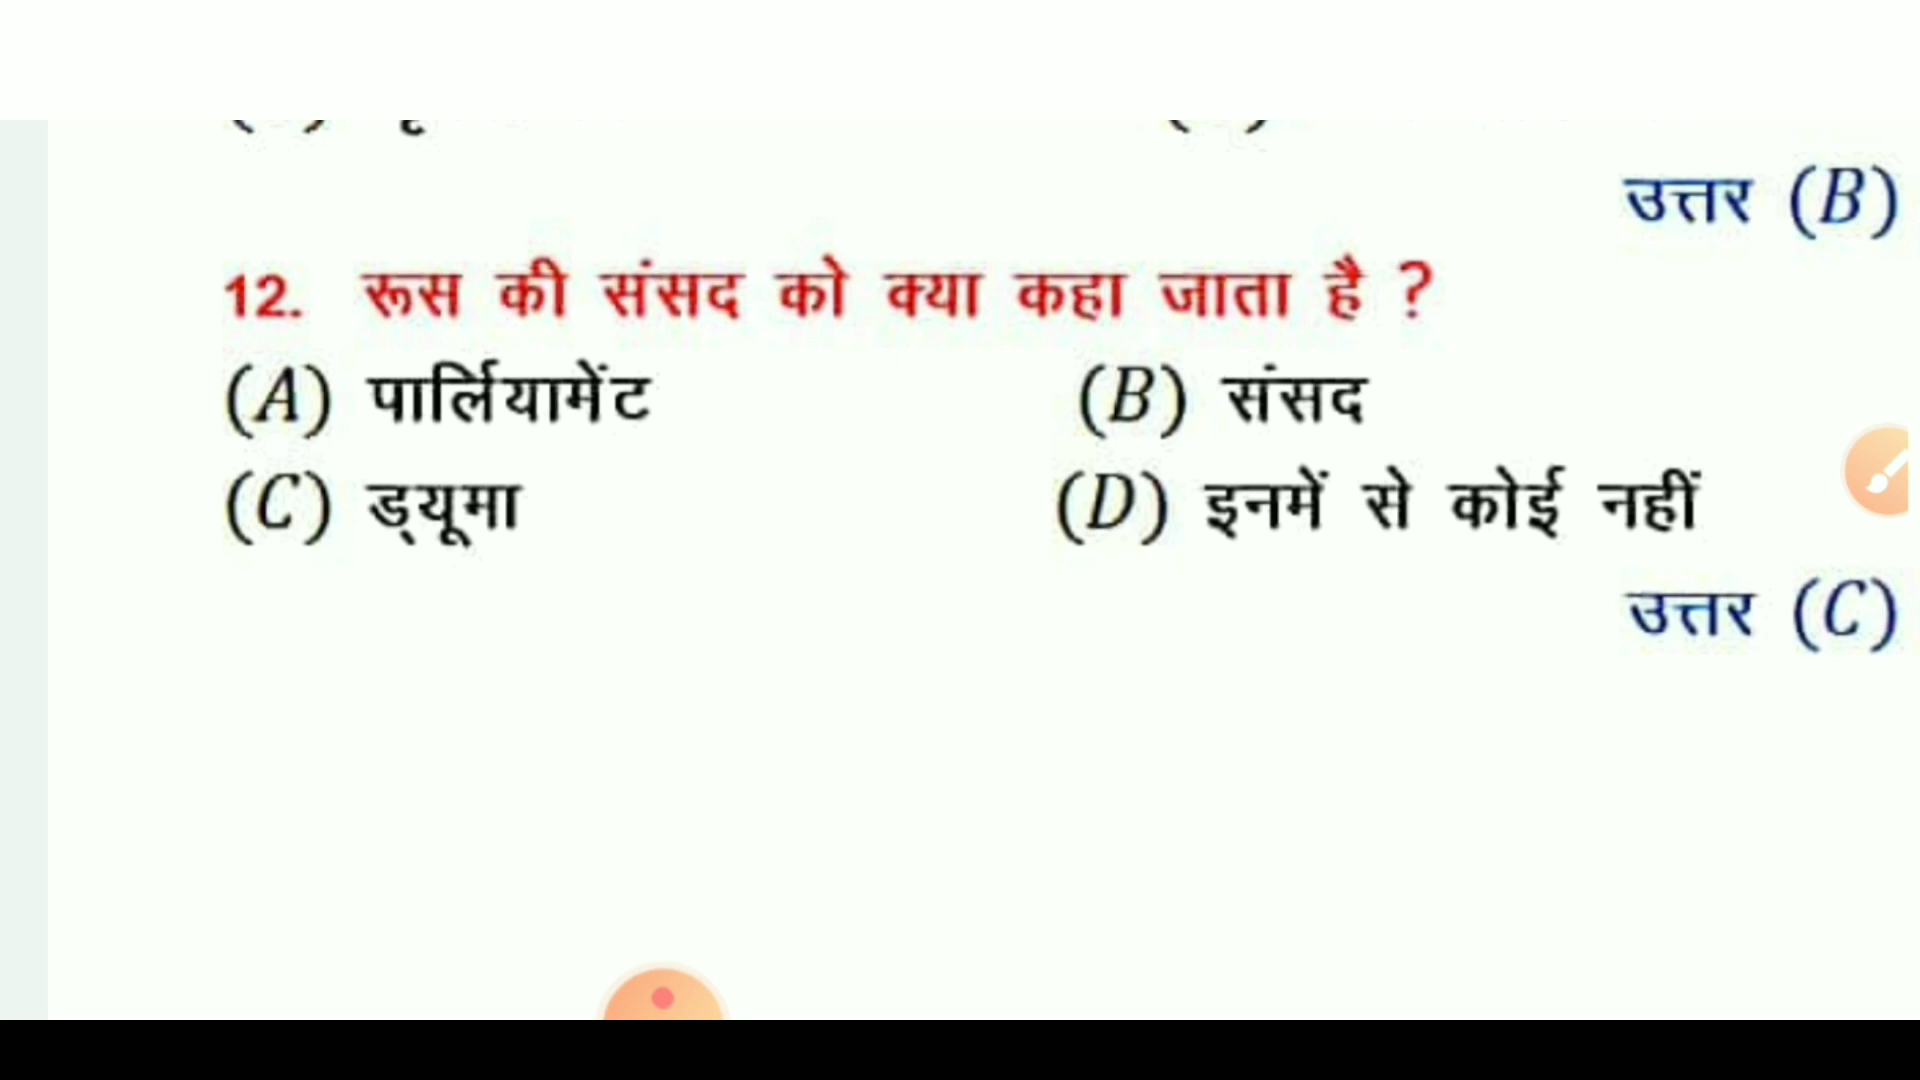 उत्तर (B)
12. रूस की संसद को क्या कहा जाता है ?
(A) पार्लियामेंट (B) संसद
(C) ड्यूमा (D) इनमें से कोई नहीं
उत्तर (C)